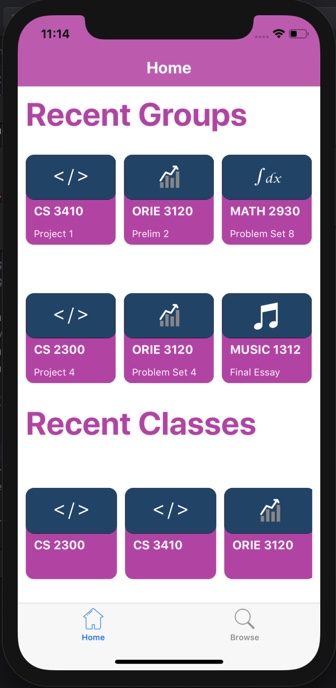 11:14
Home
Recent Groups
</> ∫dx
CS 3410 ORIE 3120 MATH 2930
Project 1 Prelim 2 Problem Set 8
</>
CS 2300 ORIE 3120 MUSIC 1312
Project 4 Problem Set 4 Final Essay
Recent Classes
</> </>
CS 2300 CS 3410 ORIE 3120
Home Browse